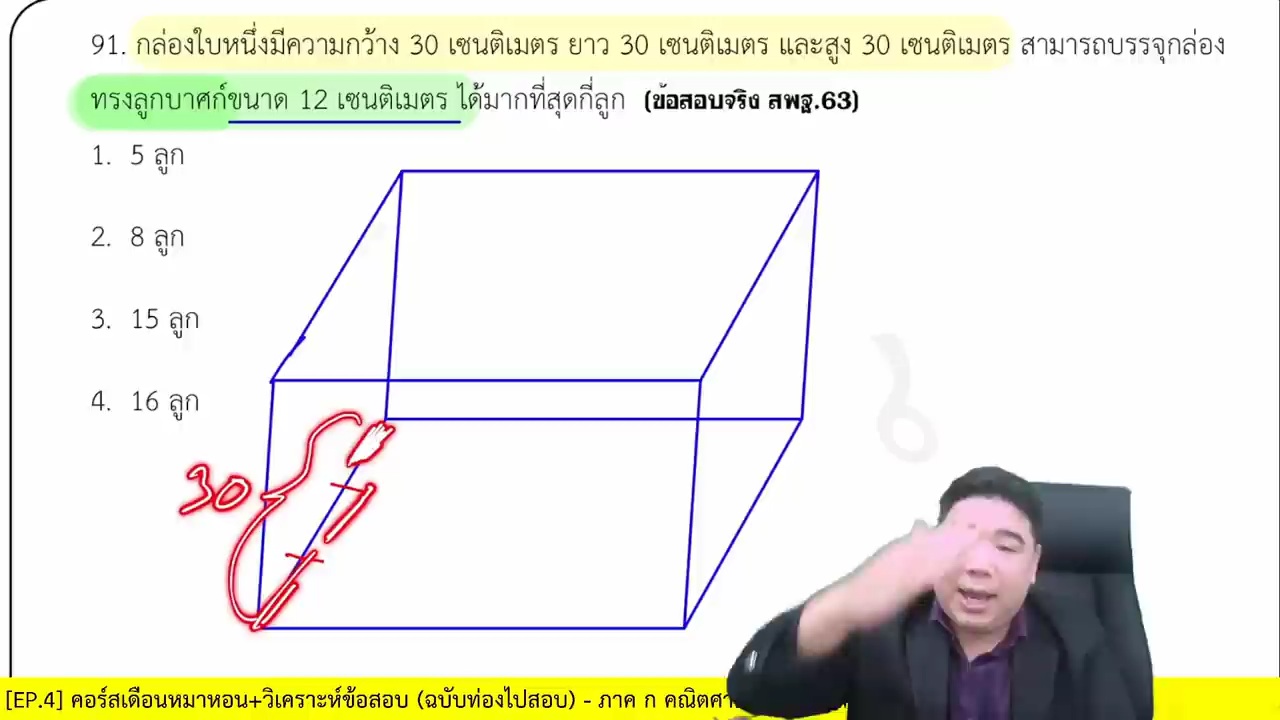 91. กล่องใบหนึ่งมีความกว้าง 30 เซนติเมตร ยาว 30 เซนติเมตร และสูง 30 เซนติเมตร สามารถบรรจุกล่อง
ทรงลูกบาศก์ขนาด 12 เซนติเมตร ได้มากที่สุดกี่ลูก (ข้อสอบจริง สพฐ.63)
1. 5 ลูก
2. 8 ลูก
3. 15 ลูก
4. 16 ลูก
30
[EP.4] คอร์สเดือนหมาหอน+วิเคราะห์ข้อสอบ (ฉบับท่องไปสอบ) - ภาค ก